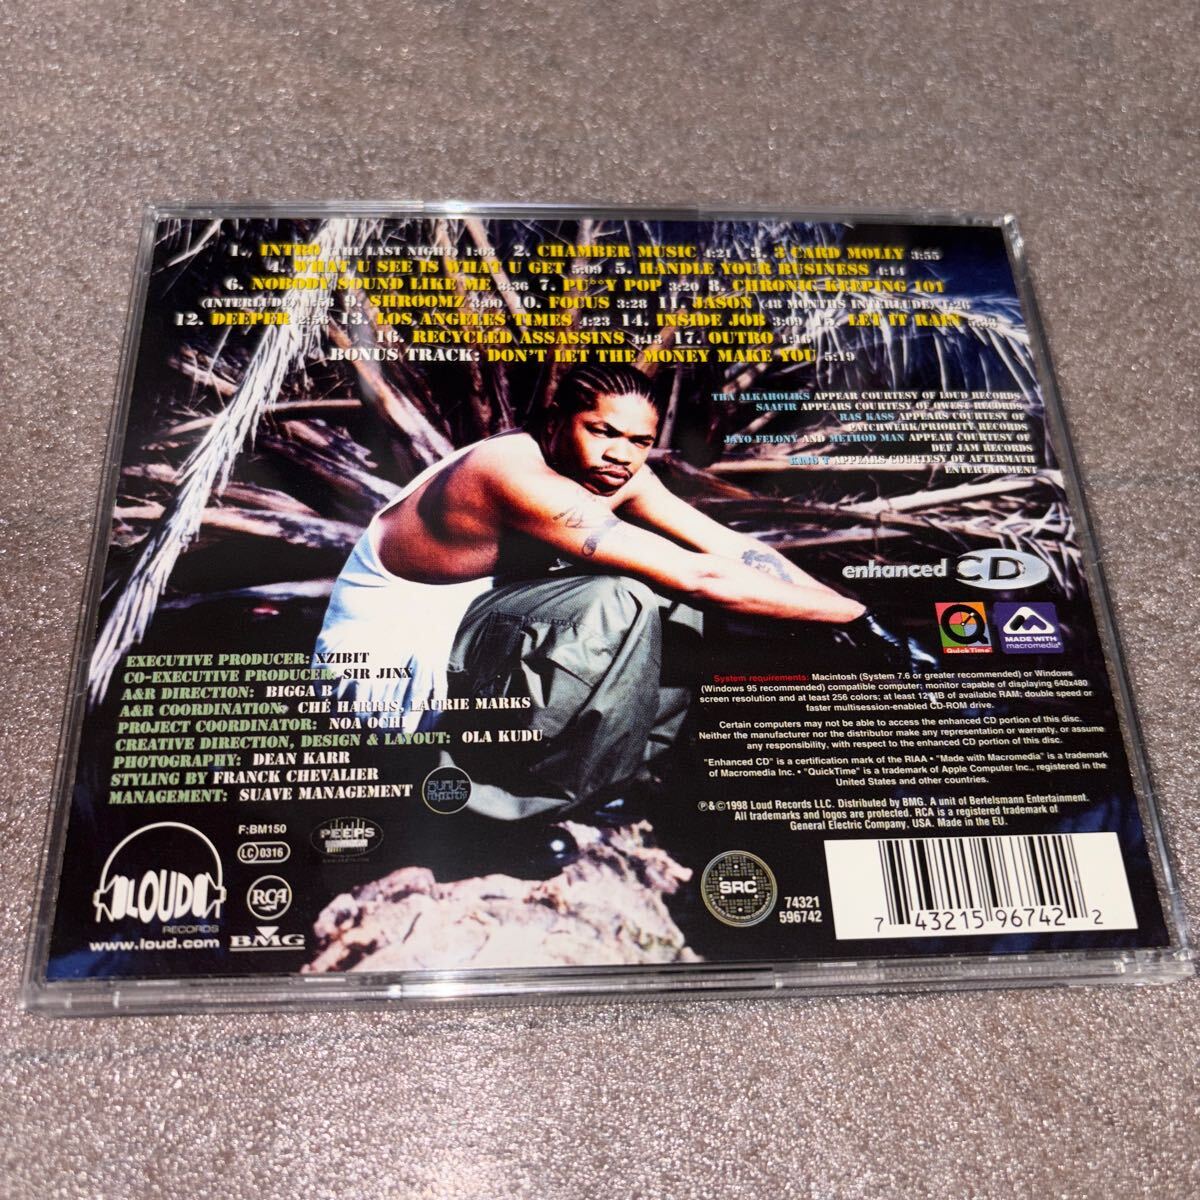 1. INTRO (THE LAST NIGHT) 1:03 2. CHAMBER MUSIC 4:21 3. 3 CARD MOLLY 3:55
4. WHAT U SEE IS WHAT U GET 5:09 5. HANDLE YOUR BUSINESS 4:14
6. NOBODY SOUND LIKE ME 3:36 7. PU**Y POP 3:20 8. CHRONIC KEEPING 101
(INTERLUDE) 1:58 9. SHROOMZ 3:00 10. FOCUS 3:28 11. JASON (48 MONTHS INTERLUDE) 1:26
12. DEEPER 2:56 13. LOS ANGELES TIMES 4:23 14. INSIDE JOB 3:09 15. LET IT RAIN
16. RECYCLED ASSASSINS 4:13 17. OUTRO 1:16
BONUS TRACK: DON'T LET THE MONEY MAKE YOU 5:19
THA ALKAHOLIKS APPEAR COURTESY OF LOUD RECORDS
SAAFIR APPEARS COURTESY OF QWEST RECORDS
RAS KASS APPEARS COURTESY OF
PATCHWERK/PRIORITY RECORDS
JAYO FELONY AND METHOD MAN APPEAR COURTESY OF
DEF JAM RECORDS
KING T APPEARS COURTESY OF AFTERMATH
ENTERTAINMENT
enhanced CD
QuickTime™
MADE WITH
macromedia®
EXECUTIVE PRODUCER: XZIBIT
CO-EXECUTIVE PRODUCER: SIR JINX
A&R DIRECTION: BIGGA B
A&R COORDINATION: CHÉ HARRIS, LAURIE MARKS
PROJECT COORDINATOR: NOA OCHI
CREATIVE DIRECTION, DESIGN & LAYOUT: OLA KUDU
PHOTOGRAPHY: DEAN KARR
STYLING BY FRANCK CHEVALIER
MANAGEMENT: SUAVE MANAGEMENT
System requirements: Macintosh (System 7.6 or greater recommended) or Windows
(Windows 95 recommended) compatible computer; monitor capable of displaying 640x480
screen resolution and at least 256 colors; at least 12MB of available RAM; double speed or
faster multisession-enabled CD-ROM drive.
Certain computers may not be able to access the enhanced CD portion of this disc.
Neither the manufacturer nor the distributor make any representation or warranty, or assume
any responsibility, with respect to the enhanced CD portion of this disc.
"Enhanced CD" is a certification mark of the RIAA • "Made with Macromedia" is a trademark
of Macromedia Inc. • "QuickTime" is a trademark of Apple Computer Inc., registered in the
United States and other countries.
℗&©1998 Loud Records LLC. Distributed by BMG. A unit of Bertelsmann Entertainment.
All trademarks and logos are protected. RCA is a registered trademark of
General Electric Company, USA. Made in the EU.
LOUD
RECORDS
www.loud.com
F:BM150
LC 0316
RCA
BMG
PEEPS
SRC
74321
596742
7 43215 96742 2